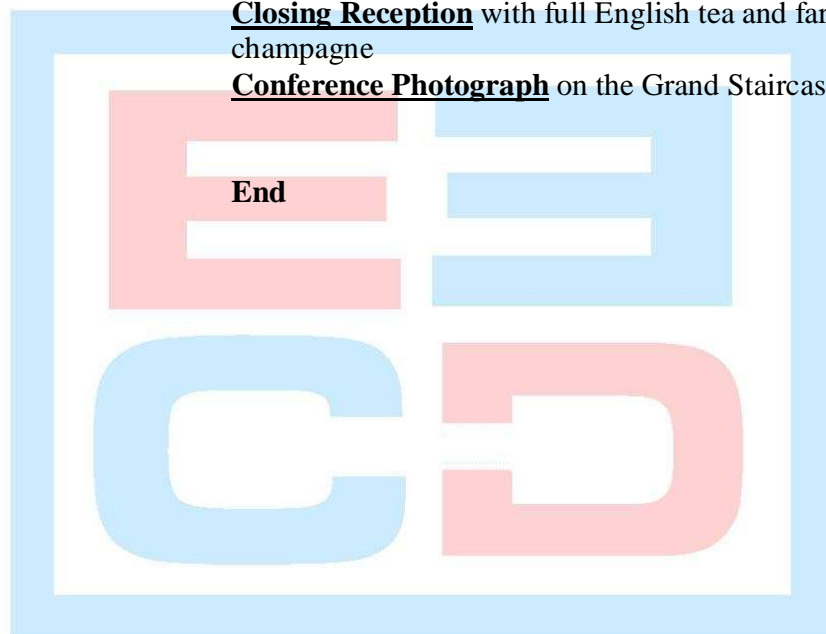 Closing Reception with full English tea and
champagne
Conference Photograph on the Grand
End